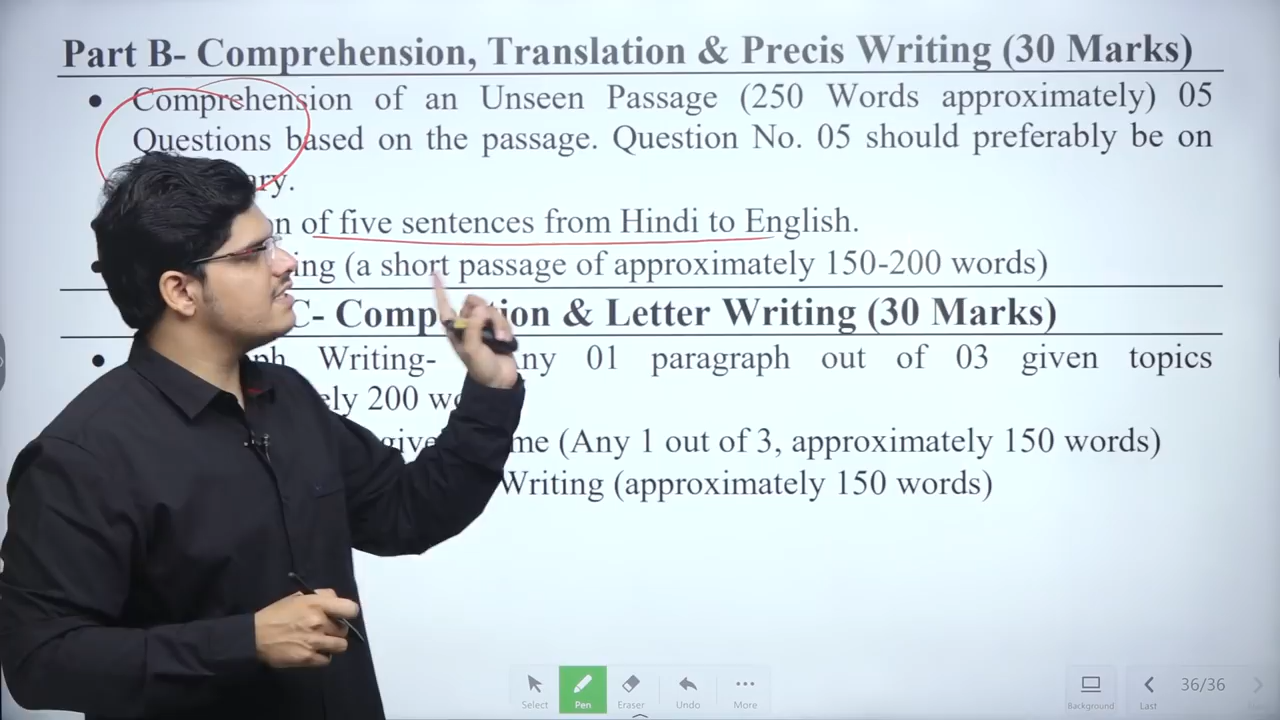 Part B- Comprehension, Translation & Precis Writing (30 Marks)
• Comprehension of an Unseen Passage (250 Words approximately) 05
Questions based on the passage. Question No. 05 should preferably be on
ary.
on of five sentences from Hindi to English.
ing (a short passage of approximately 150-200 words)
C- Comp tion & Letter Writing (30 Marks)
• ph Writing- Any 01 paragraph out of 03 given topics
ely 200 wo
give me (Any 1 out of 3, approximately 150 words)
Writing (approximately 150 words)
Select Pen Eraser Undo More Background Last 36/36